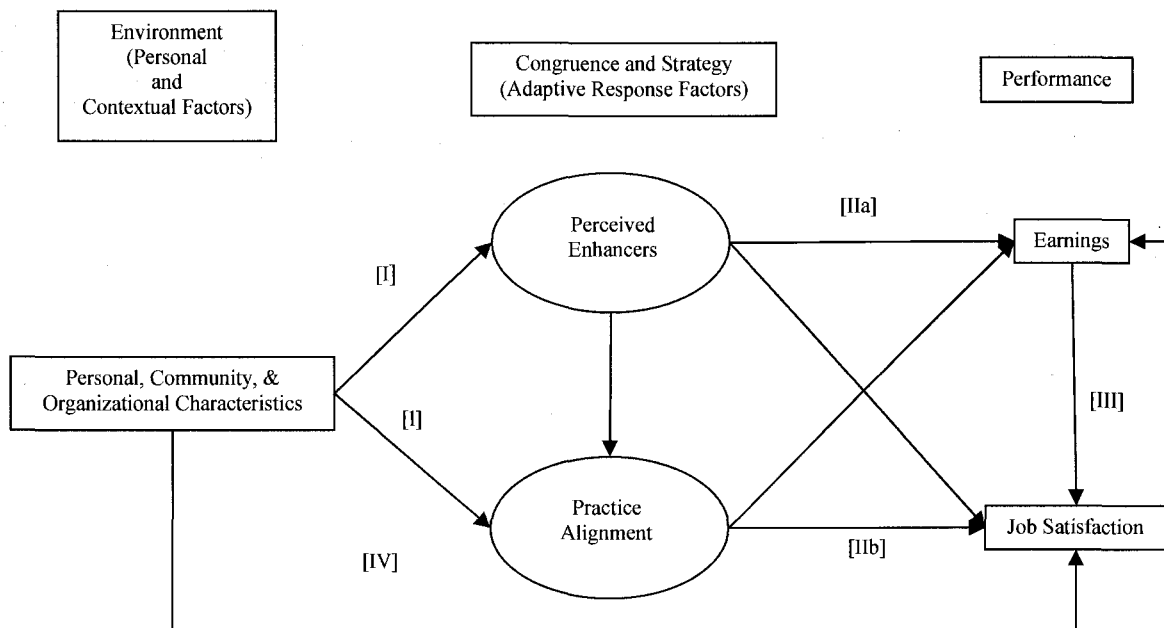 Environment
(Personal
and
Contextual Factors)
Congruence and Strategy
(Adaptive Response Factors)
Performance
Perceived
Enhancers
[IIa]
Earnings
[I]
Personal, Community, &
Organizational Characteristics
[I]
[III]
Practice
Alignment
Job Satisfaction
[IIb]
[IV]